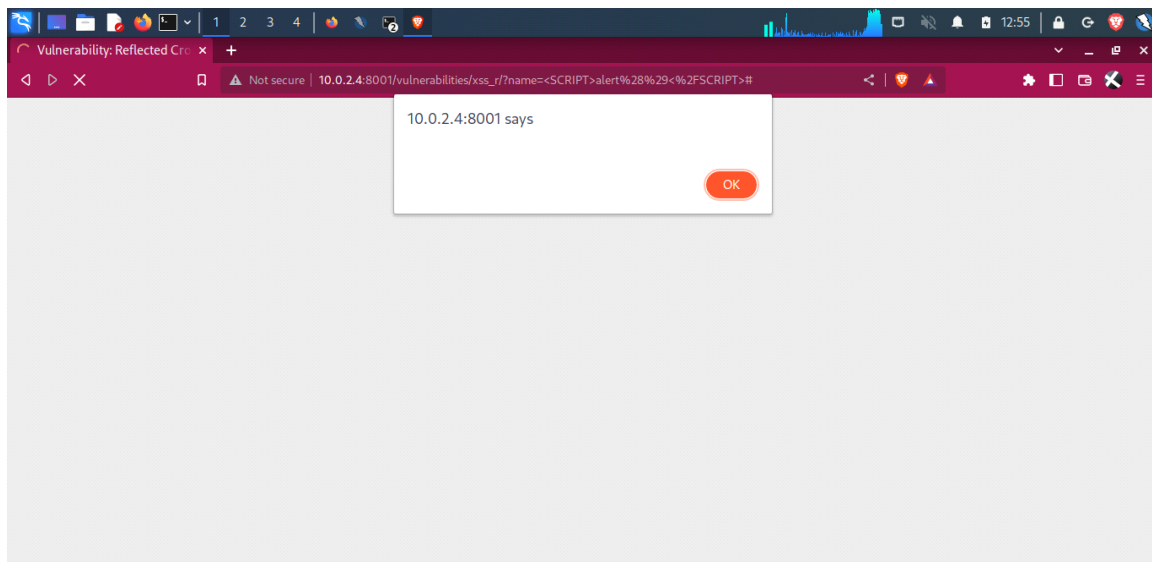 1 2 3 4 2 12:55
Vulnerability: Reflected Cro
Not secure 10.0.2.4:8001/vulnerabilities/xss_r/?name=<SCRIPT>alert%28%29<%2FSCRIPT>#
10.0.2.4:8001 says
OK